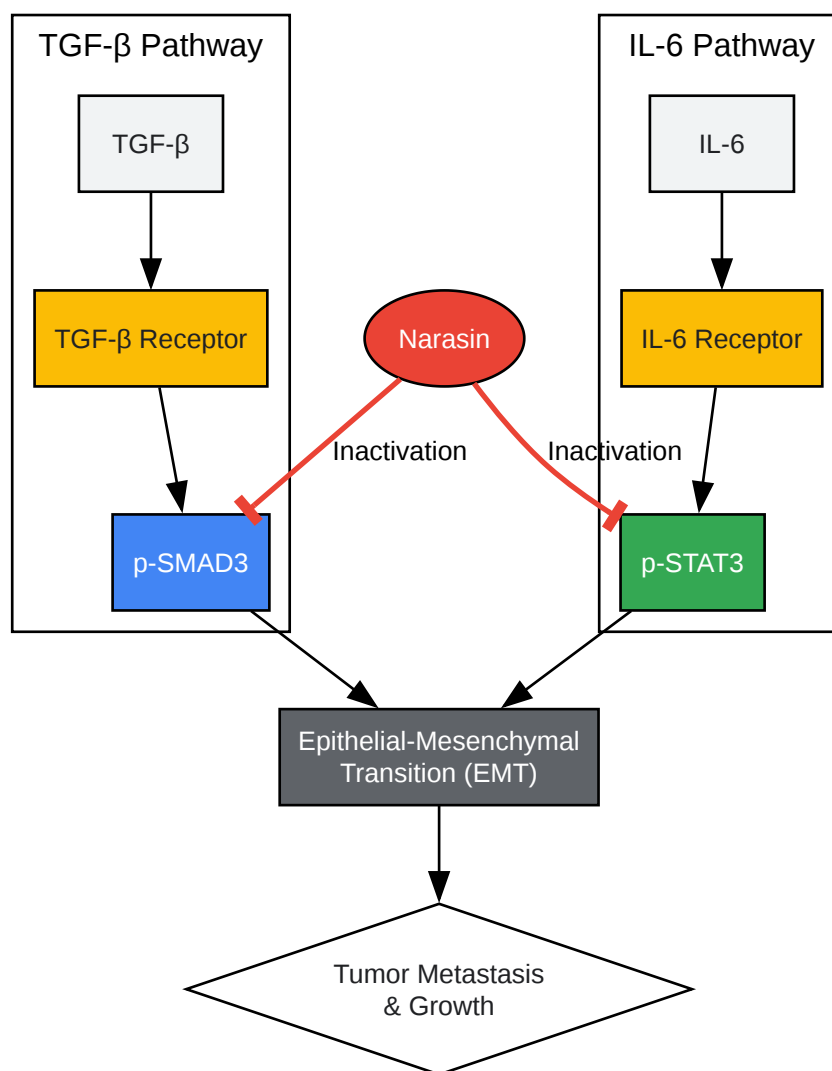 TGF-β Pathway
IL-6 Pathway
TGF-β
IL-6
TGF-β Receptor
Narasin
IL-6 Receptor
Inactivation
Inactivation
p-SMAD3
p-STAT3
Epithelial-Mesenchymal
Transition (EMT)
Tumor Metastasis
& Growth